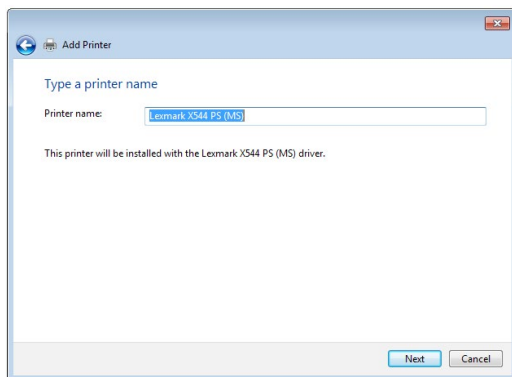 Add Printer
Type a printer name
Printer name: Lexmark X544 PS (MS)
This printer will be installed with the Lexmark X544 PS (MS) driver.
Next Cancel